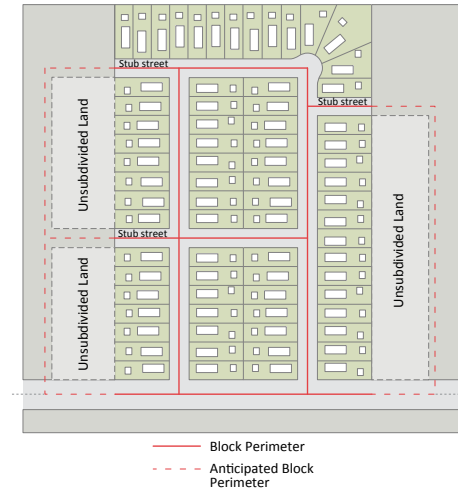 Stub street
Stub street
Unsubdivided Land
Unsubdivided Land
Stub street
Unsubdivided Land
Block Perimeter
Anticipated Block
Perimeter